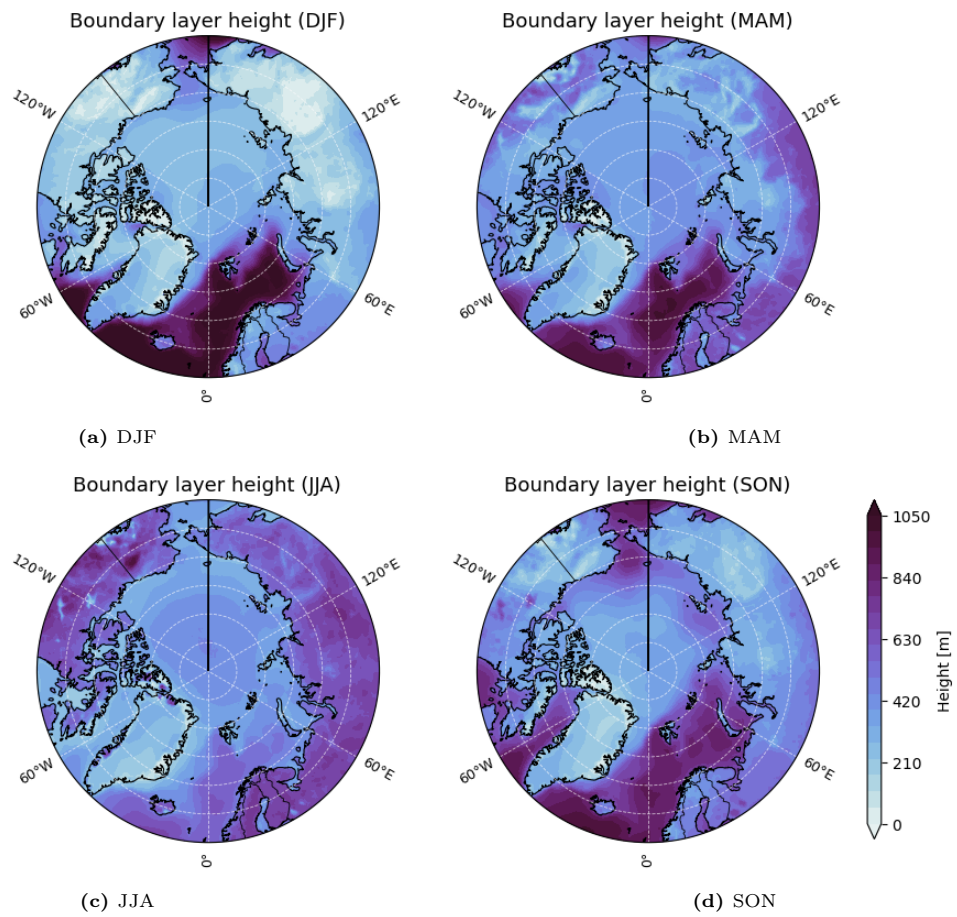 Boundary layer height (DJF)
120°W
120°E
60°W
60°E
0°
(a) DJF
Boundary layer height (MAM)
120°W
120°E
60°W
60°E
0°
(b) MAM
Boundary layer height (JJA)
120°W
120°E
60°W
60°E
0°
(c) JJA
Boundary layer height (SON)
120°W
120°E
60°W
60°E
0°
(d) SON
1050
840
630
420
210
0
Height [m]